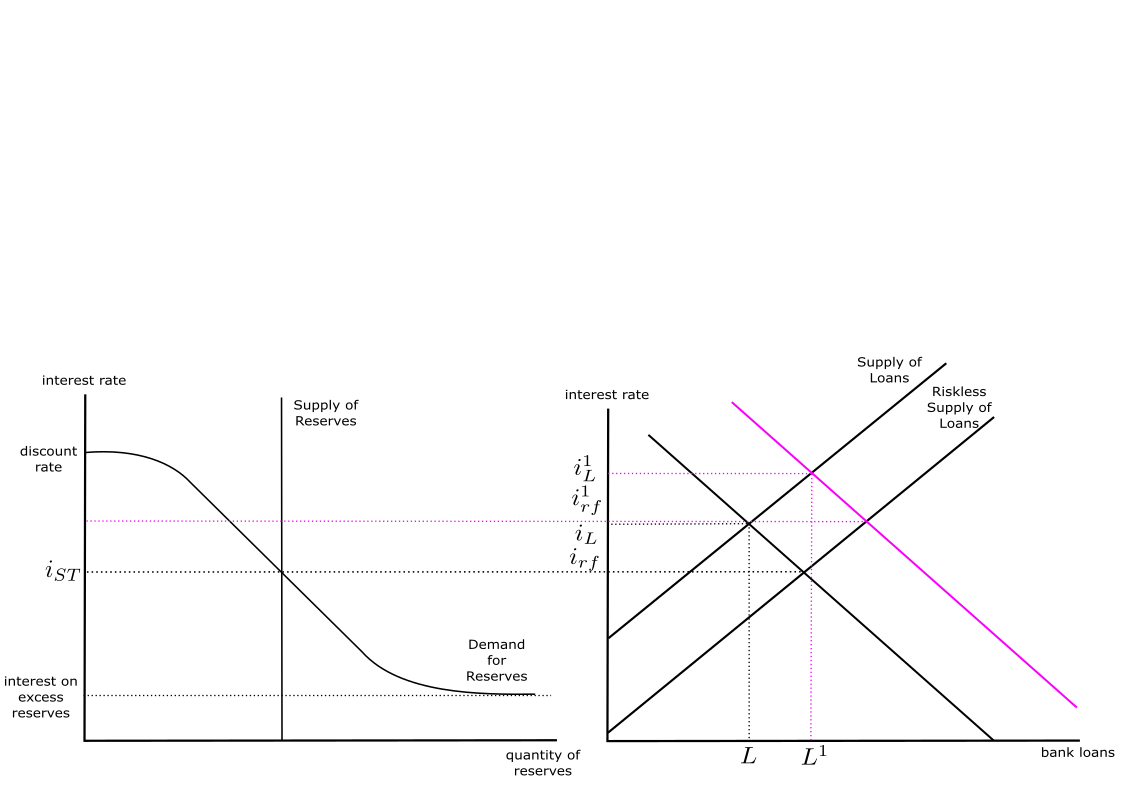 interest rate
Supply of
Reserves
discount
rate
i_{ST}
Demand
for
Reserves
interest on
excess
reserves
quantity of
reserves
Supply of
Loans
Riskless
Supply of
Loans
interest rate
i_L^1
i_{rf}^1
i_L
i_{rf}
L
L^1
bank loans